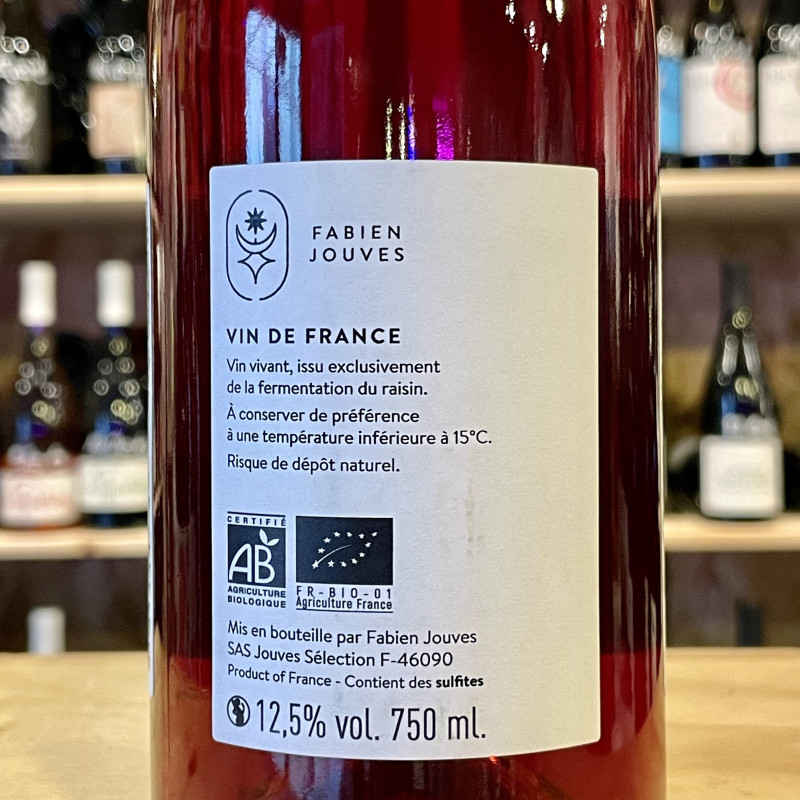 FABIEN
JOUVES
VIN DE FRANCE
Vin vivant, issu exclusivement
de la fermentation du raisin.
À conserver de préférence
à une température inférieure à 15°C.
Risque de dépôt naturel.
CERTIFIÉ
AB
AGRICULTURE
BIOLOGIQUE
FR-BIO-01
Agriculture France
Mis en bouteille par Fabien Jouves
SAS Jouves Sélection F-46090
Product of France - Contient des sulfites
12,5% vol. 750 ml.